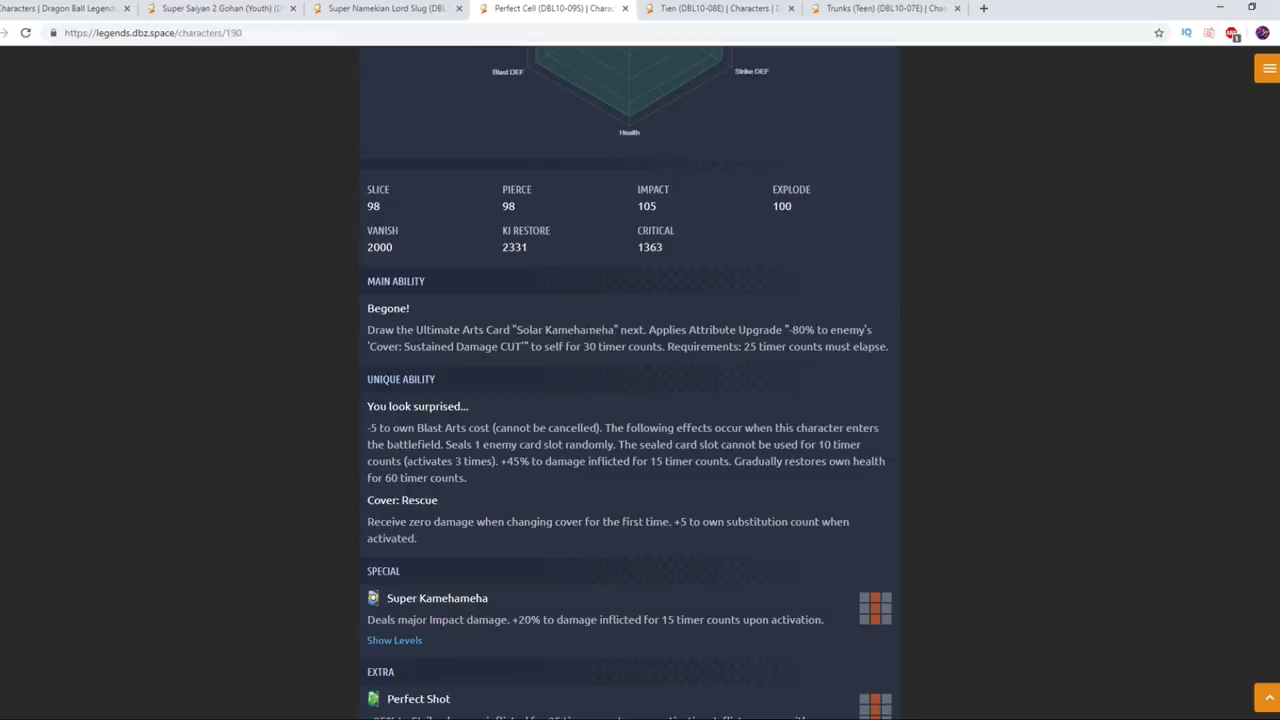 Characters | Dragon Ball Legend
Super Saiyan 2 Gohan (Youth) (D
Super Namekian Lord Slug (DBL
Perfect Cell (DBL10-09S) | Charac
Tien (DBL10-08E) | Characters | D
Trunks (Teen) (DBL10-07E) | Char
https://legends.dbz.space/characters/190
IQ
1
Blast DEF
Strike DEF
Health
SLICE PIERCE IMPACT EXPLODE
98 98 105 100
VANISH KI RESTORE CRITICAL
2000 2331 1363
MAIN ABILITY
Begone!
Draw the Ultimate Arts Card "Solar Kamehameha" next. Applies Attribute Upgrade "-80% to enemy's
'Cover: Sustained Damage CUT'" to self for 30 timer counts. Requirements: 25 timer counts must elapse.
UNIQUE ABILITY
You look surprised...
-5 to own Blast Arts cost (cannot be cancelled). The following effects occur when this character enters
the battlefield. Seals 1 enemy card slot randomly. The sealed card slot cannot be used for 10 timer
counts (activates 3 times). +45% to damage inflicted for 15 timer counts. Gradually restores own health
for 60 timer counts.
Cover: Rescue
Receive zero damage when changing cover for the first time. +5 to own substitution count when
activated.
SPECIAL
Super Kamehameha
Deals major Impact damage. +20% to damage inflicted for 15 timer counts upon activation.
Show Levels
EXTRA
Perfect Shot